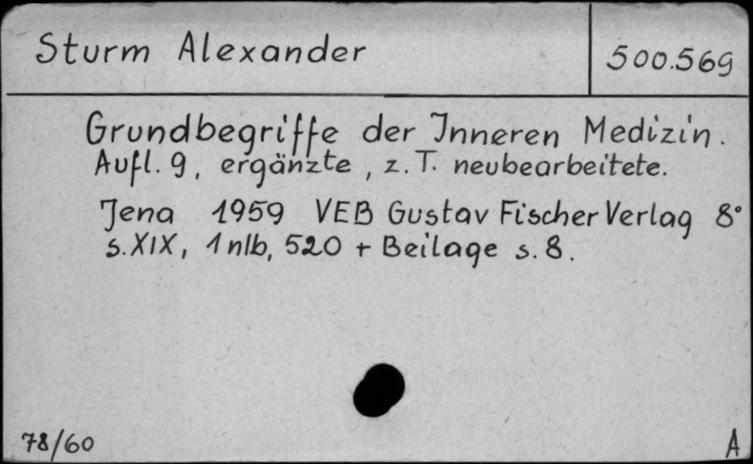 Sturm Alexander
500.569
Grundbegriffe der Inneren Medizin.
Aufl. 9, ergänzte, z.T. neubearbeitete.
Jena 1959 VEB Gustav Fischer Verlag 8°
s. XIX, 1 nlb, 520 + Beilage s. 8.
78/60
A